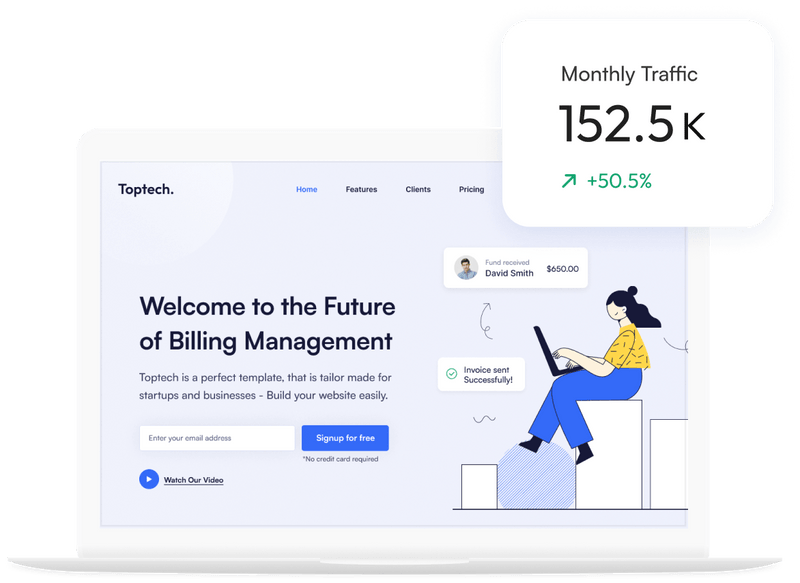 Monthly Traffic
152.5 K
+50.5%
Toptech.
Home
Features
Clients
Pricing
Fund received
David Smith
$650.00
Welcome to the Future
of Billing Management
Invoice sent
Successfully!
Toptech is a perfect template, that is tailor made for
startups and businesses - Build your website easily.
Enter your email address
Signup for free
*No credit card required
Watch Our Video